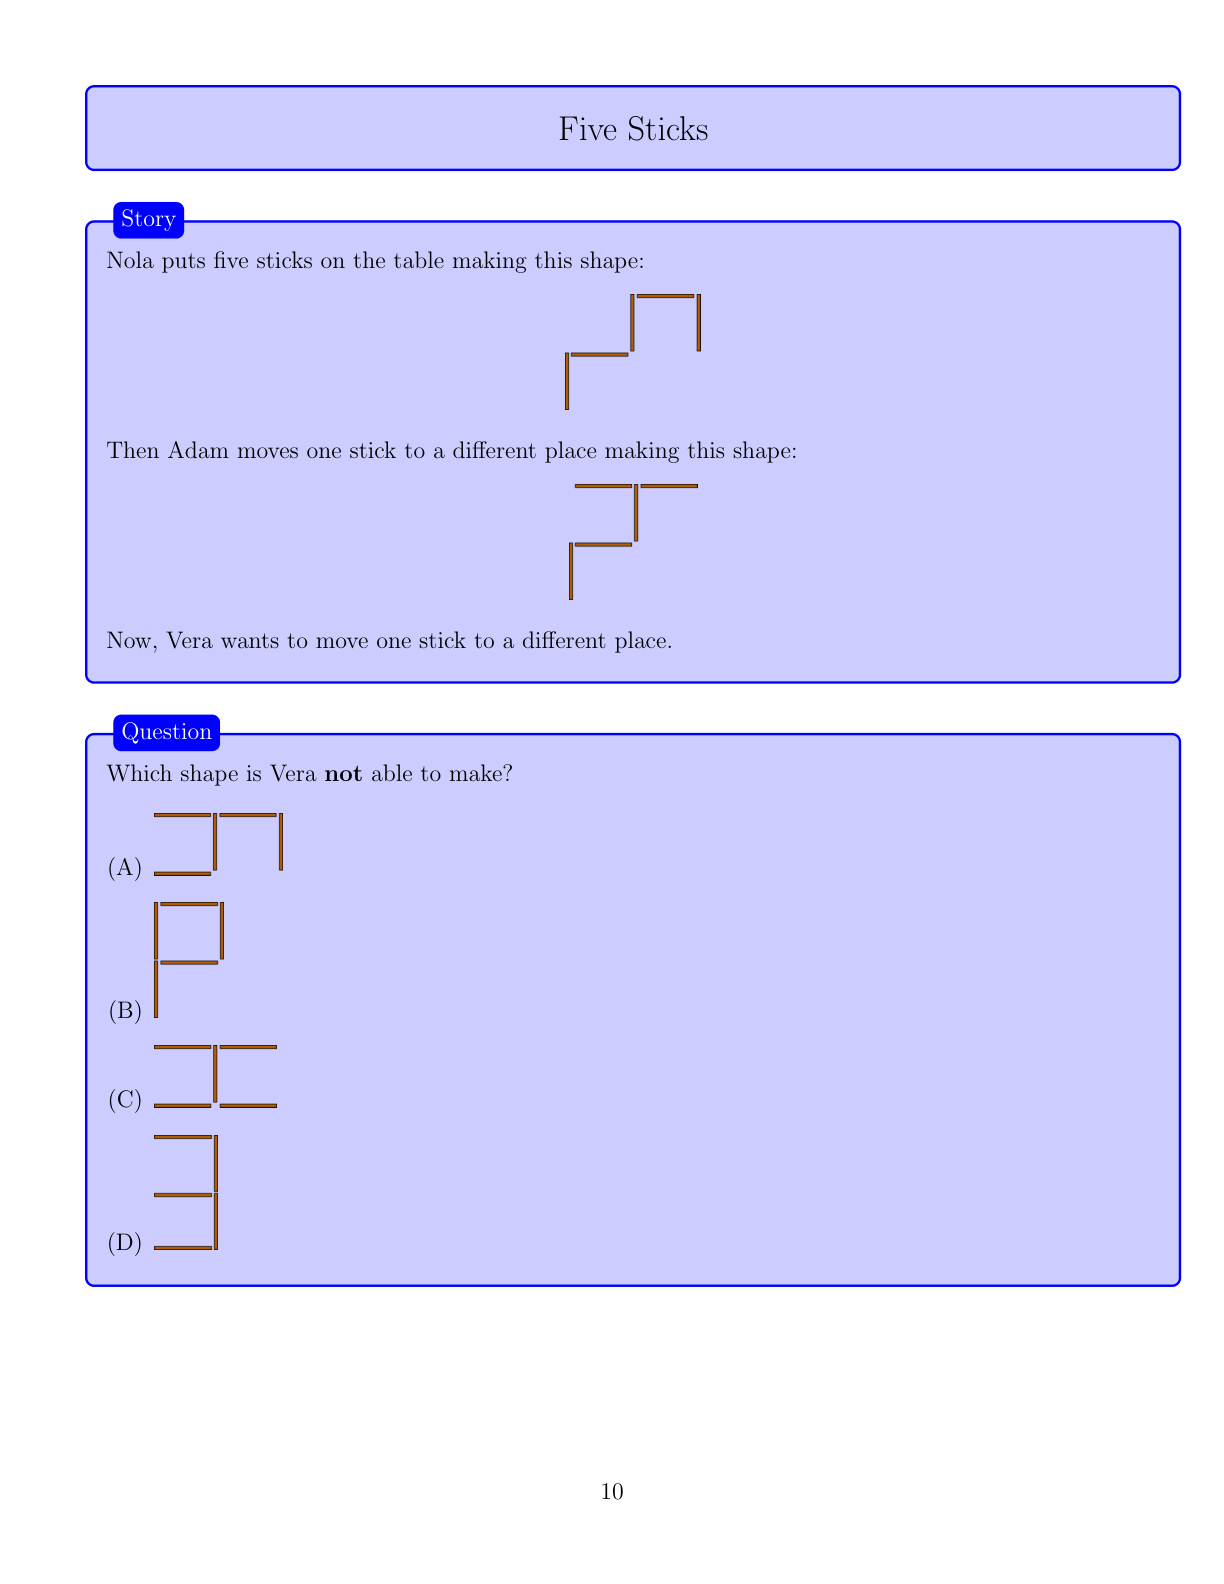 Five Sticks
Story
Nola puts five sticks on the table making this shape:
Then Adam moves one stick to a different place making this shape:
Now, Vera wants to move one stick to a different place.
Question
Which shape is Vera not able to make?
(A)
(B)
(C)
(D)
10